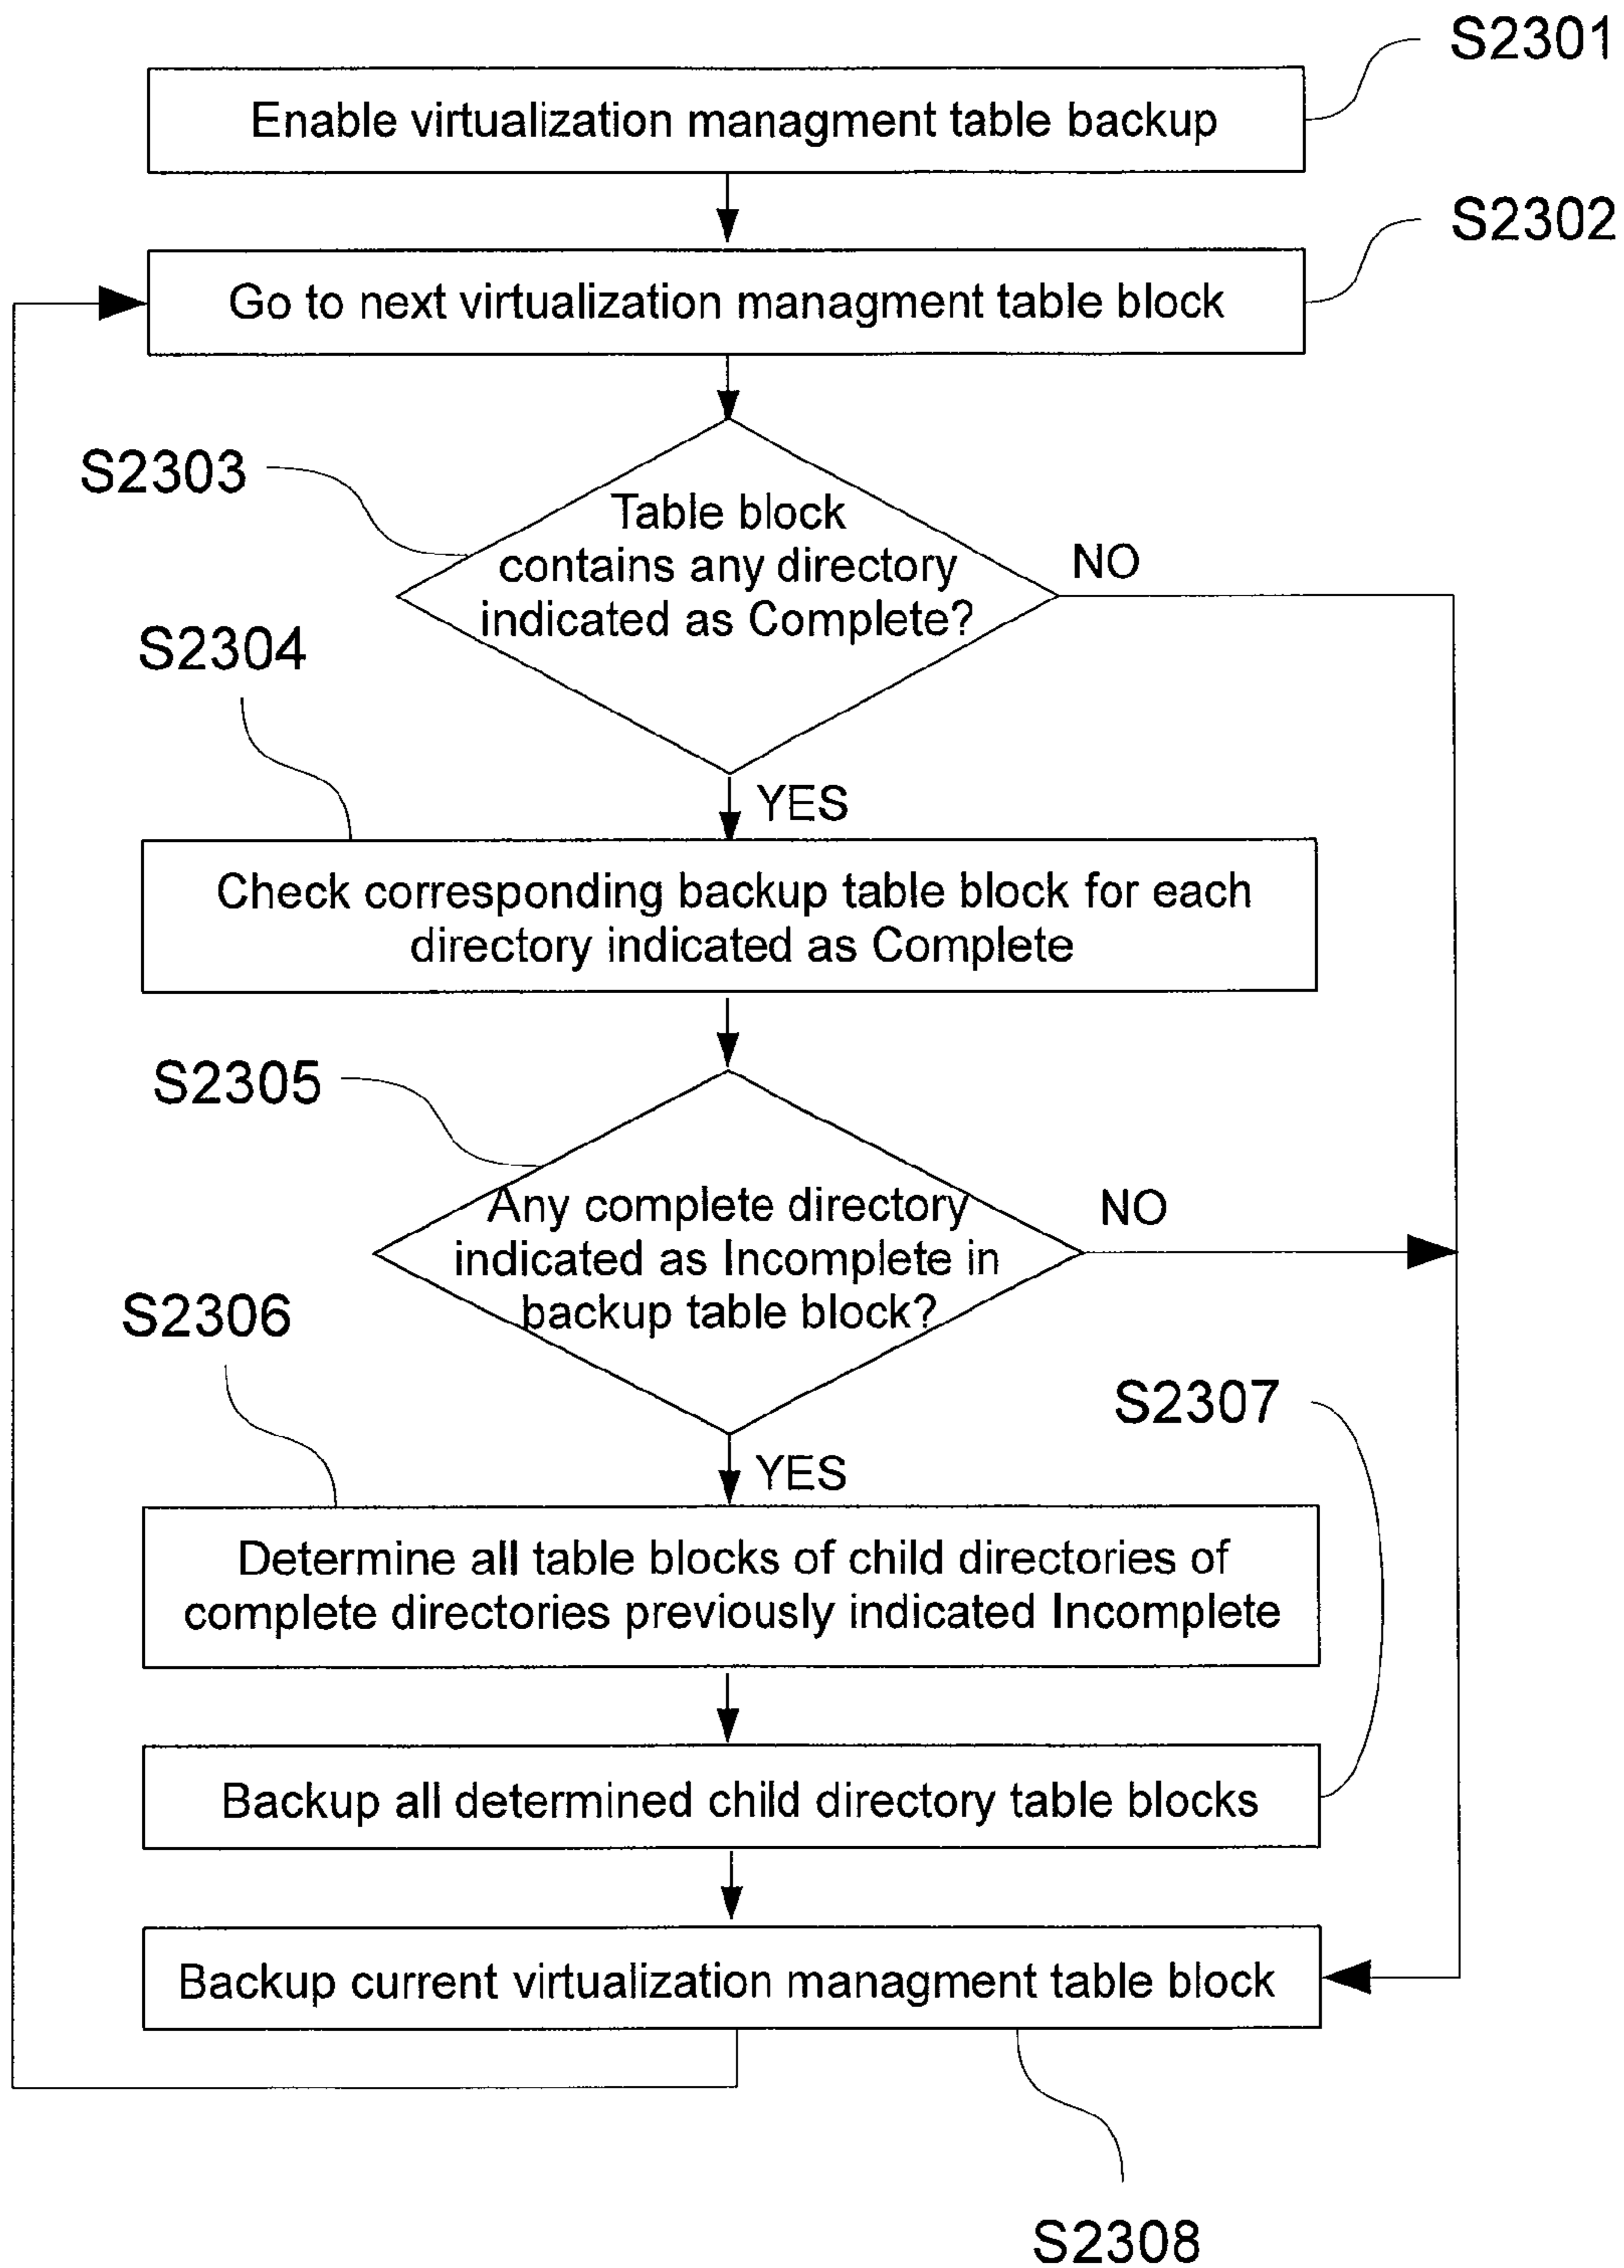 S2301
Enable virtualization managment table backup
S2302
Go to next virtualization managment table block
S2303
Table block
contains any directory
indicated as Complete?
NO
S2304
YES
Check corresponding backup table block for each
directory indicated as Complete
S2305
Any complete directory
indicated as Incomplete in
backup table block?
NO
S2306
S2307
YES
Determine all table blocks of child directories of
complete directories previously indicated Incomplete
Backup all determined child directory table blocks
Backup current virtualization managment table block
S2308